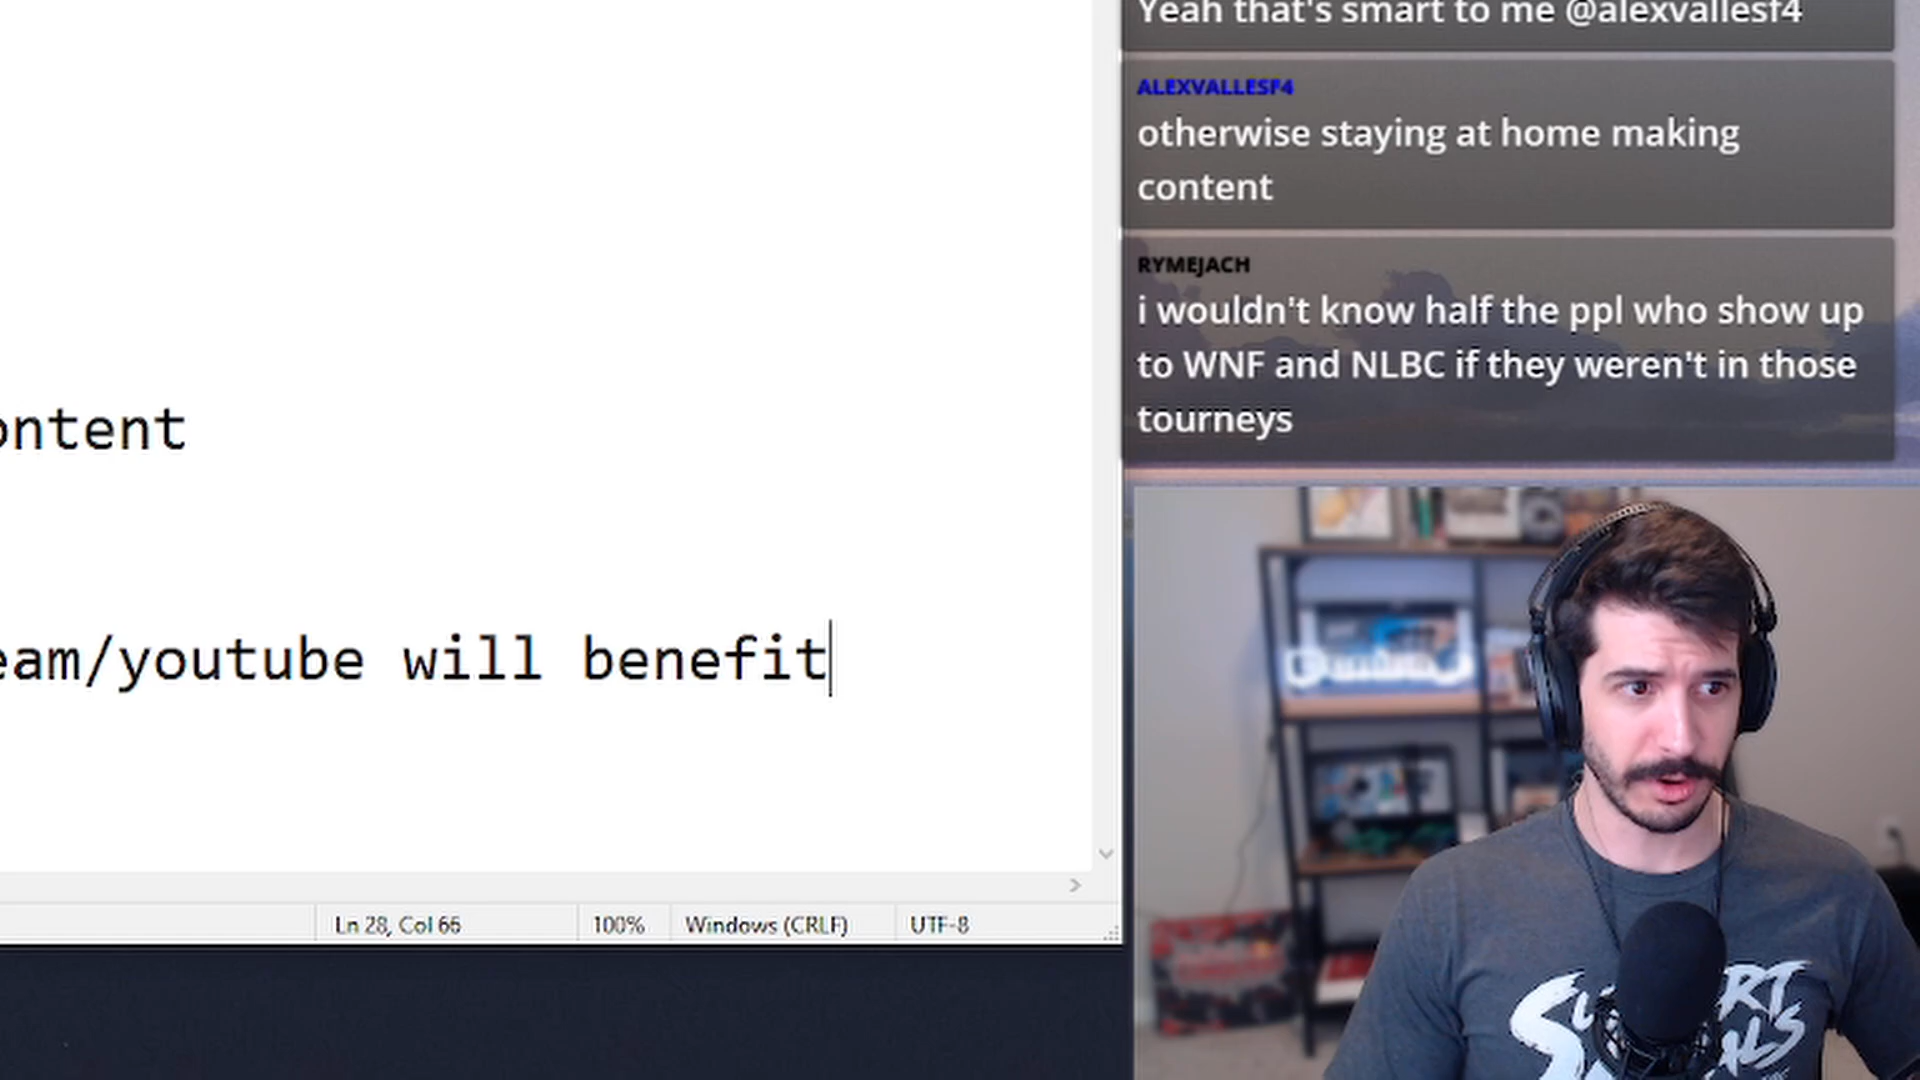 Yeah that's smart to me @alexvallesf4
ALEXVALLESF4
otherwise staying at home making
content
RYMEJACH
i wouldn't know half the ppl who show up
to WNF and NLBC if they weren't in those
tourneys
ontent
eam/youtube will benefit
Ln 28, Col 66
100%
Windows (CRLF)
UTF-8